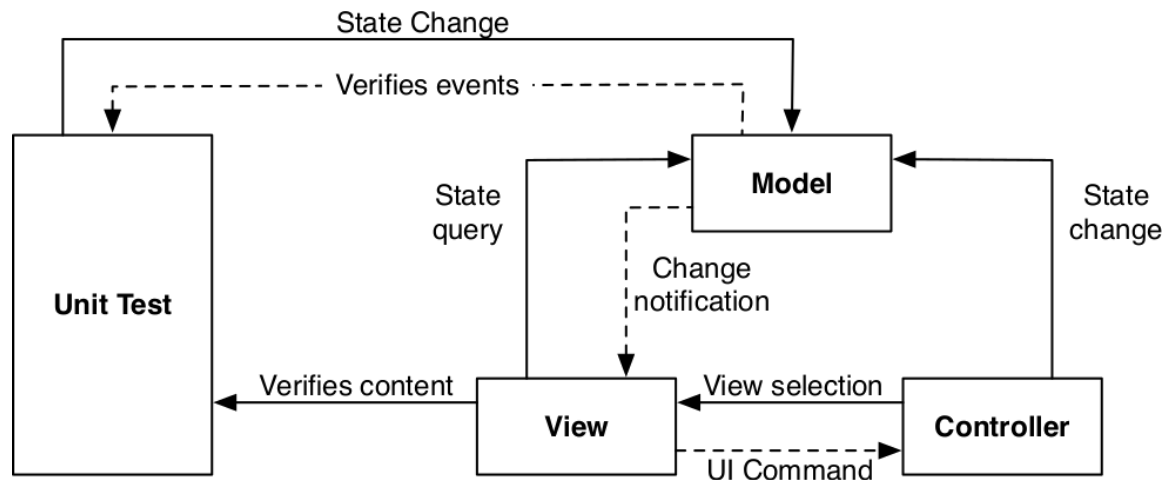 State Change
Verifies events
Model
State
query
State
change
Change
notification
Unit Test
Verifies content
View selection
View
Controller
UI Command